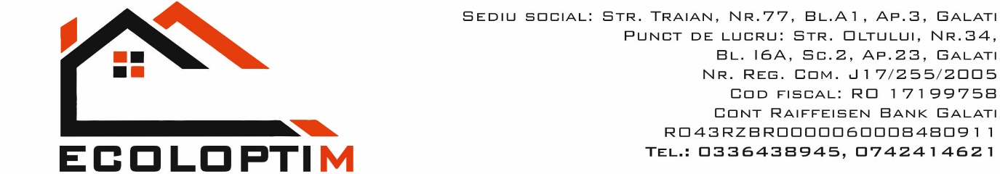 ECOLOPTIM
SEDIU SOCIAL: STR. TRAIAN, NR.77, BL.A1, AP.3, GALATI
PUNCT DE LUCRU: STR. OLTULUI, NR.34,
BL. I6A, SC.2, AP.23, GALATI
NR. REG. COM. J17/255/2005
COD FISCAL: RO 17199758
CONT RAIFFEISEN BANK GALATI
RO43RZBR0000060008480911
TEL.: 0336438945, 0742414621